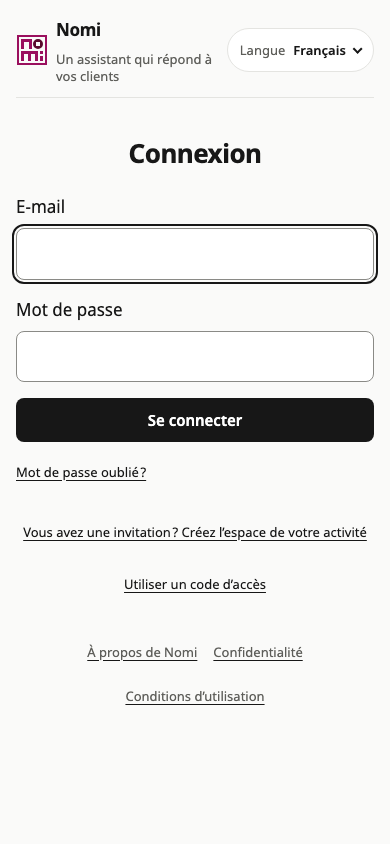 Nomi
Un assistant qui répond à
vos clients
Langue Français
Connexion
E-mail
Mot de passe
Se connecter
Mot de passe oublié ?
Vous avez une invitation ? Créez l’espace de votre activité
Utiliser un code d’accès
À propos de Nomi Confidentialité
Conditions d’utilisation